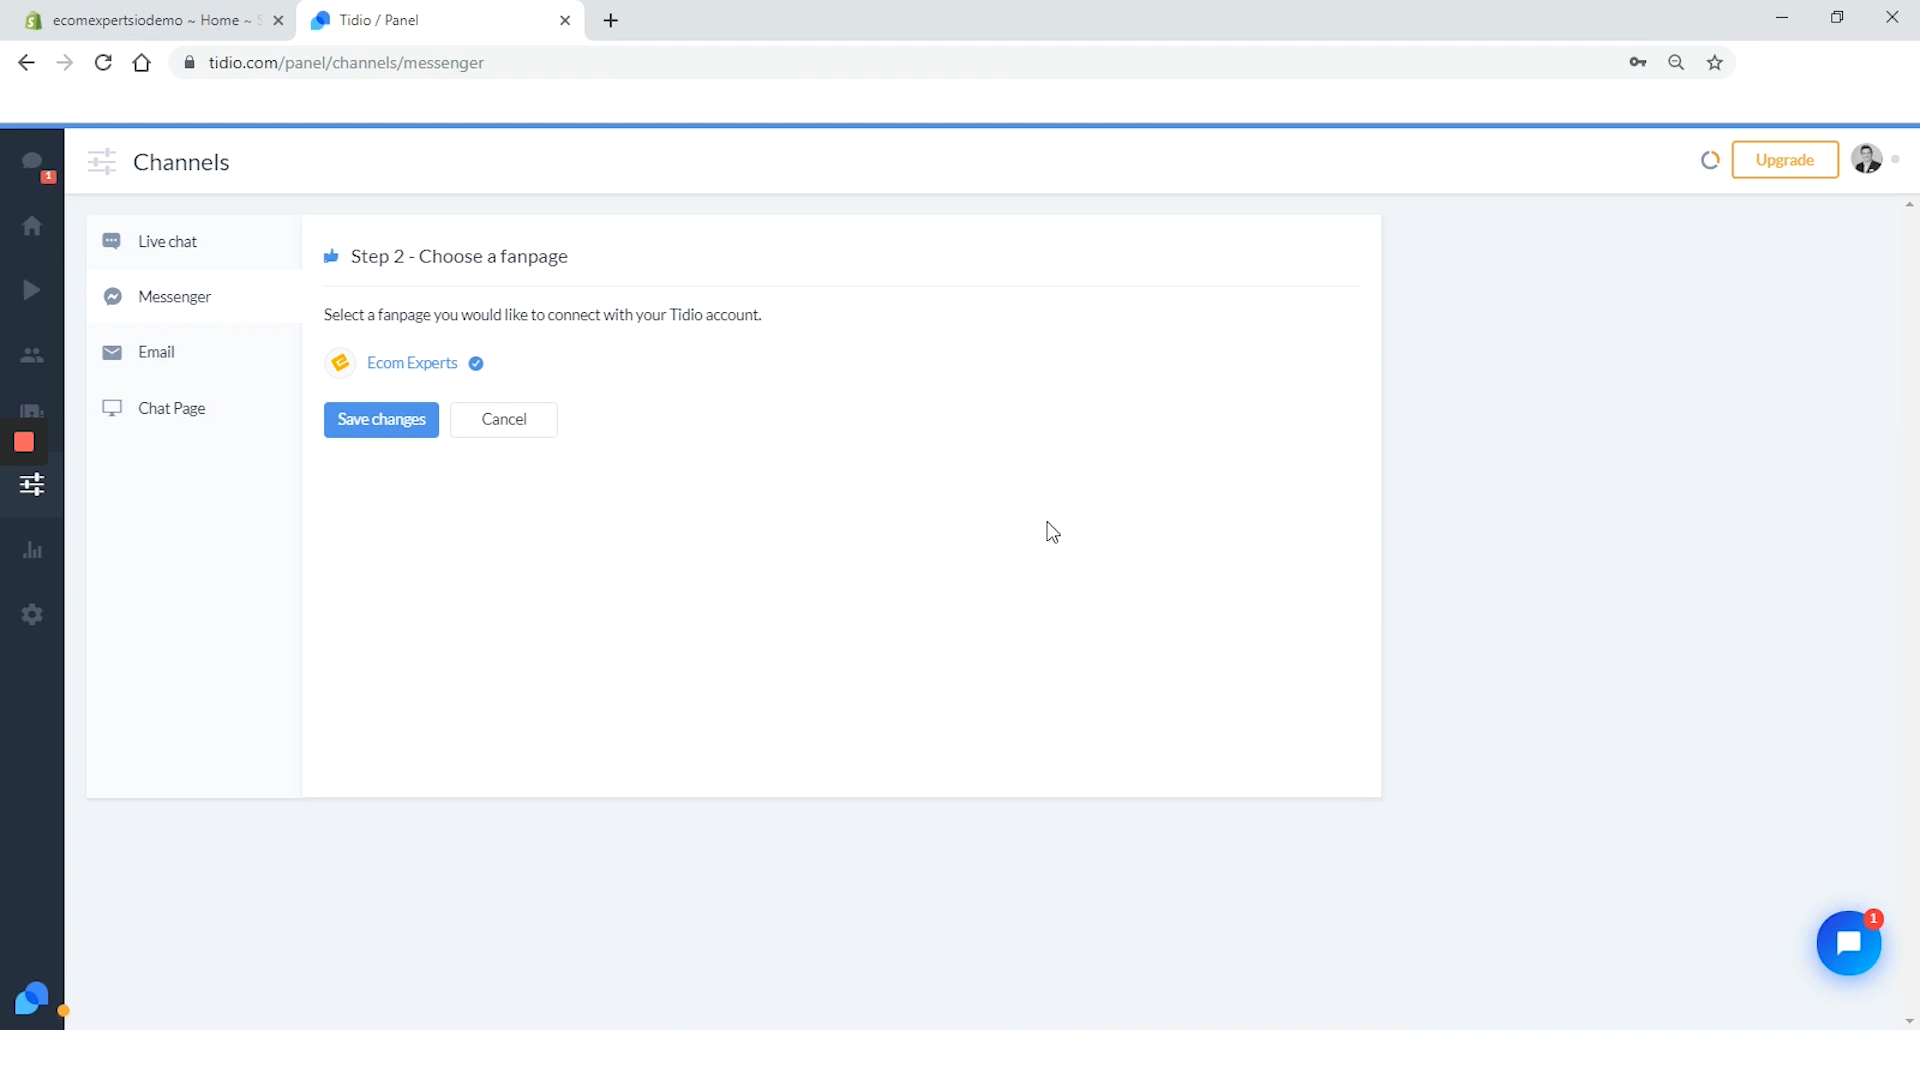 ecomexpertsiodemo ~ Home ~
Tidio / Panel
tidio.com/panel/channels/messenger
1
Channels
Upgrade
Live chat
Messenger
Email
Chat Page
Step 2 - Choose a fanpage
Select a fanpage you would like to connect with your Tidio account.
Ecom Experts
Save changes
Cancel
1